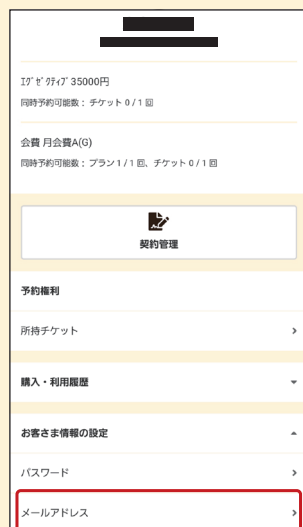 ｴｸﾞｾﾞｸﾃｨﾌﾞ 35000円
同時予約可能数： チケット 0 / 1 回
会費 月会費A(G)
同時予約可能数： プラン 1 / 1 回、チケット 0 / 1 回
契約管理
予約権利
所持チケット
購入・利用履歴
お客さま情報の設定
パスワード
メールアドレス